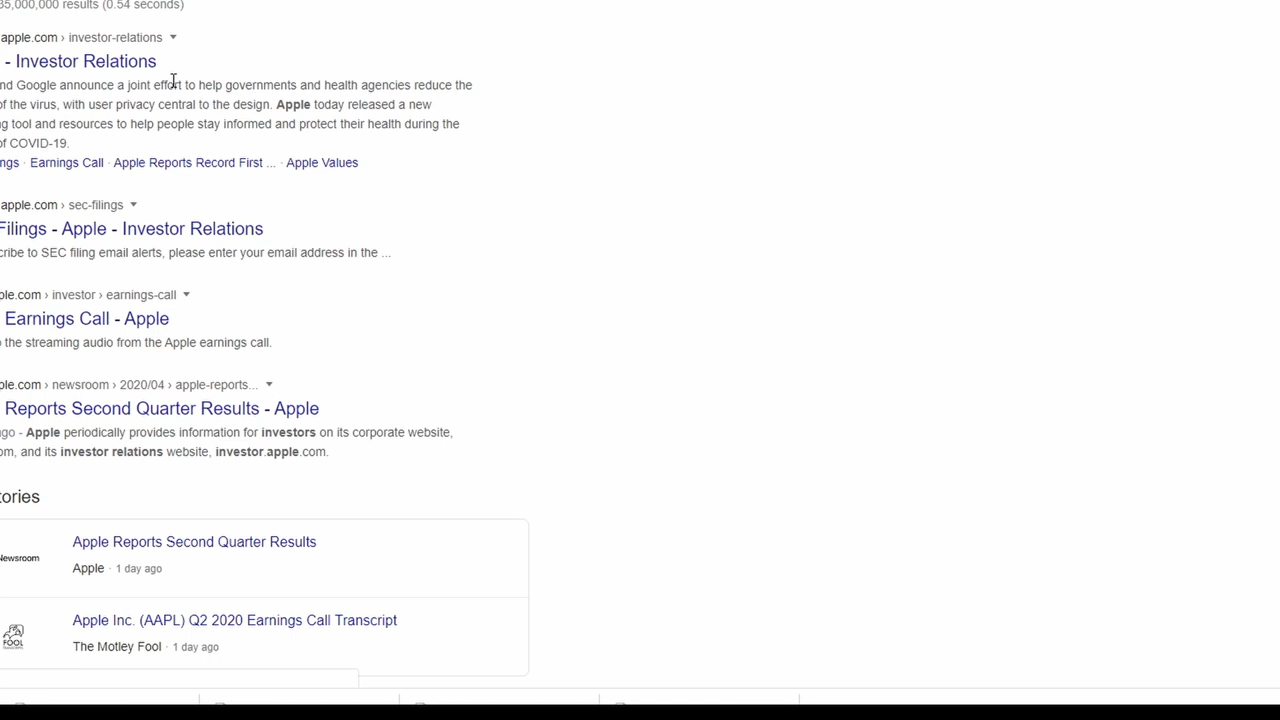 35,000,000 results (0.54 seconds)
apple.com › investor-relations
- Investor Relations
nd Google announce a joint effort to help governments and health agencies reduce the
of the virus, with user privacy central to the design. Apple today released a new
g tool and resources to help people stay informed and protect their health during the
of COVID-19.
ngs · Earnings Call · Apple Reports Record First ... · Apple Values
apple.com › sec-filings
Filings - Apple - Investor Relations
cribe to SEC filing email alerts, please enter your email address in the ...
ple.com › investor › earnings-call
Earnings Call - Apple
o the streaming audio from the Apple earnings call.
ple.com › newsroom › 2020/04 › apple-reports...
Reports Second Quarter Results - Apple
ago - Apple periodically provides information for investors on its corporate website,
om, and its investor relations website, investor.apple.com.
tories
Newsroom
Apple Reports Second Quarter Results
Apple · 1 day ago
FOOL
Apple Inc. (AAPL) Q2 2020 Earnings Call Transcript
The Motley Fool · 1 day ago